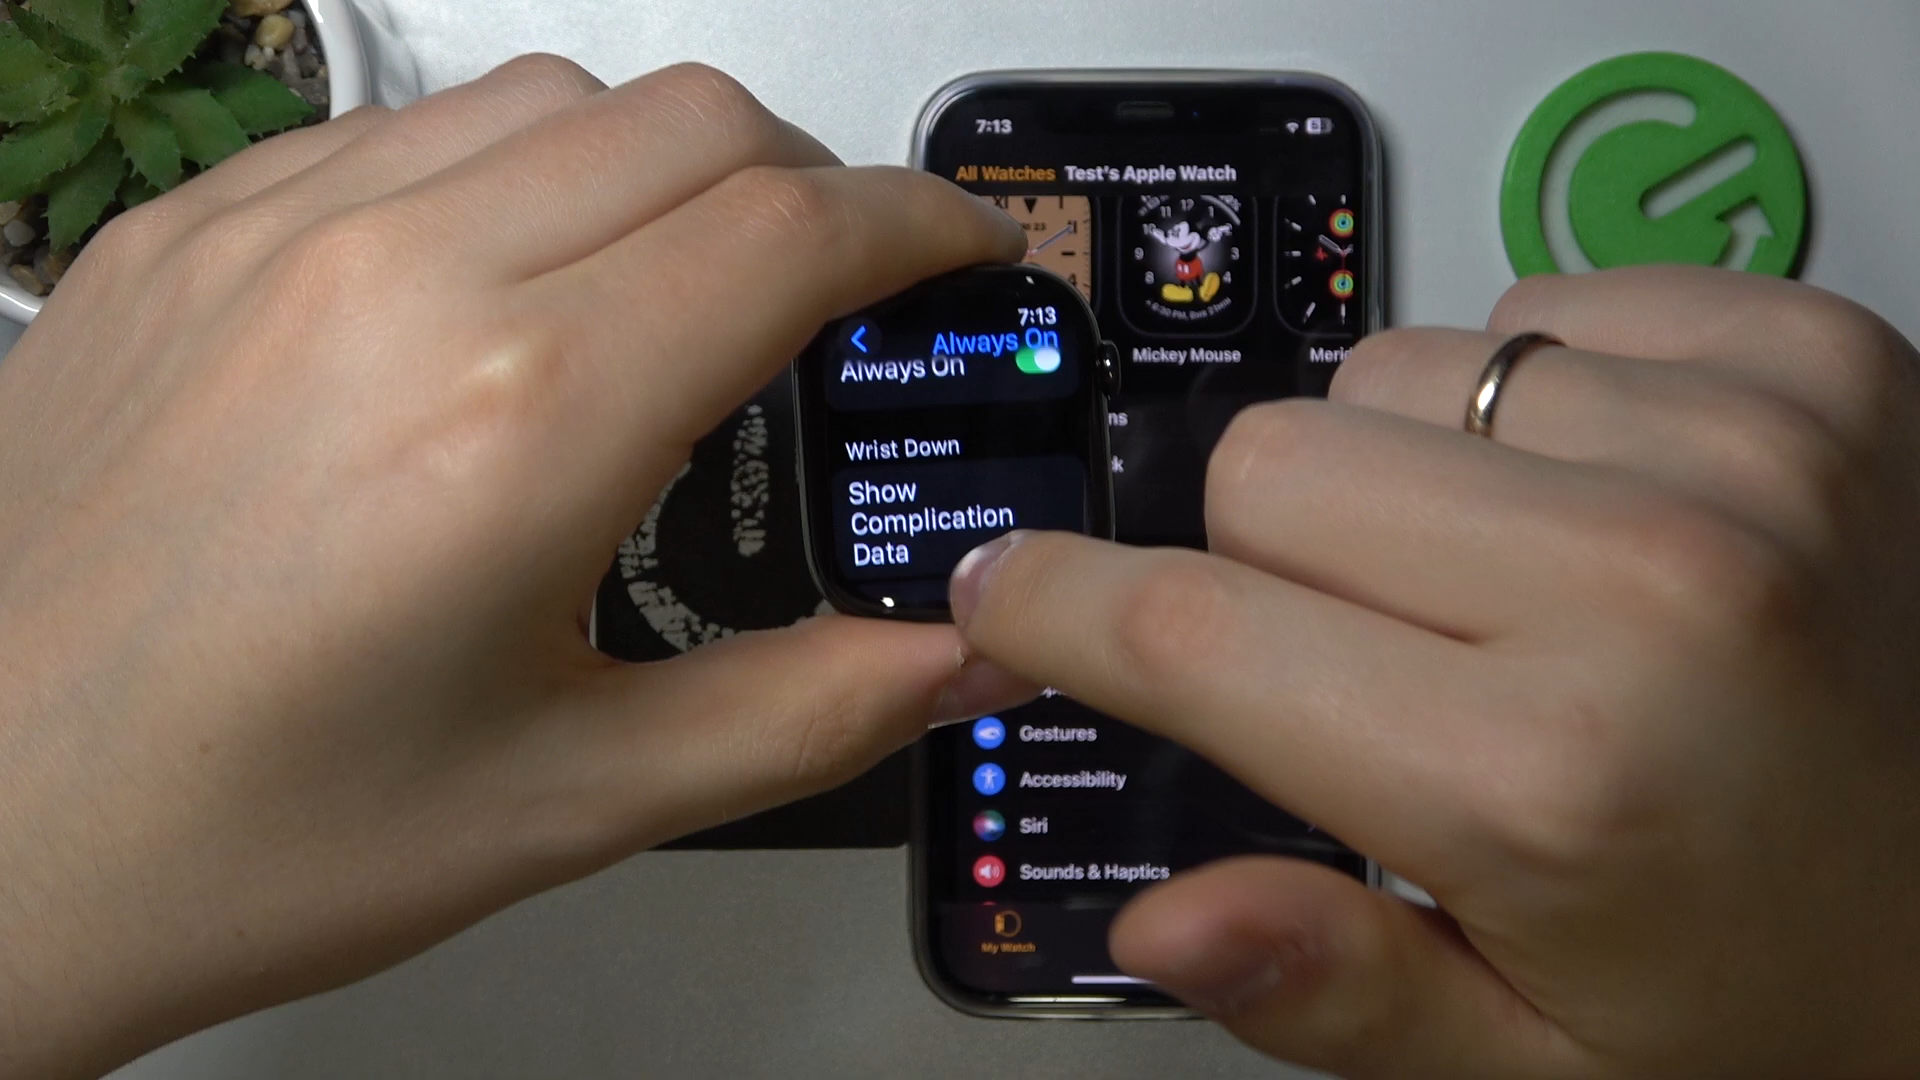 7:13
All Watches Test's Apple Watch
Mickey Mouse
7:13
Always On
Always On
Wrist Down
Show
Complication
Data
Gestures
Accessibility
Siri
Sounds & Haptics
My Watch